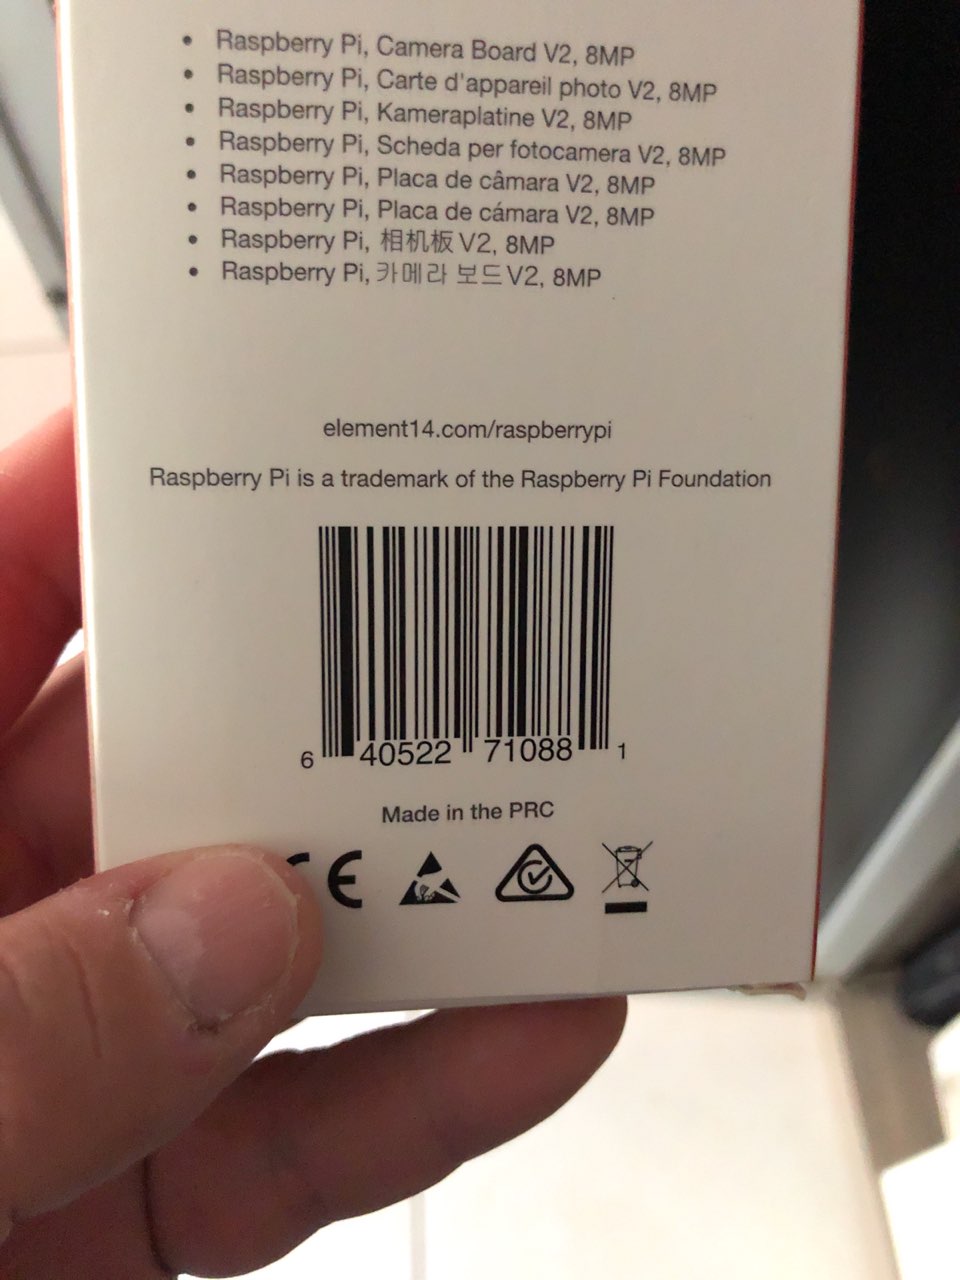 • Raspberry Pi, Camera Board V2, 8MP
• Raspberry Pi, Carte d'appareil photo V2, 8MP
• Raspberry Pi, Kameraplatine V2, 8MP
• Raspberry Pi, Scheda per fotocamera V2, 8MP
• Raspberry Pi, Placa de câmara V2, 8MP
• Raspberry Pi, Placa de cámara V2, 8MP
• Raspberry Pi, 相机板 V2, 8MP
• Raspberry Pi, 카메라 보드 V2, 8MP
element14.com/raspberrypi
Raspberry Pi is a trademark of the Raspberry Pi Foundation
6 40522 71088 1
Made in the PRC
CE